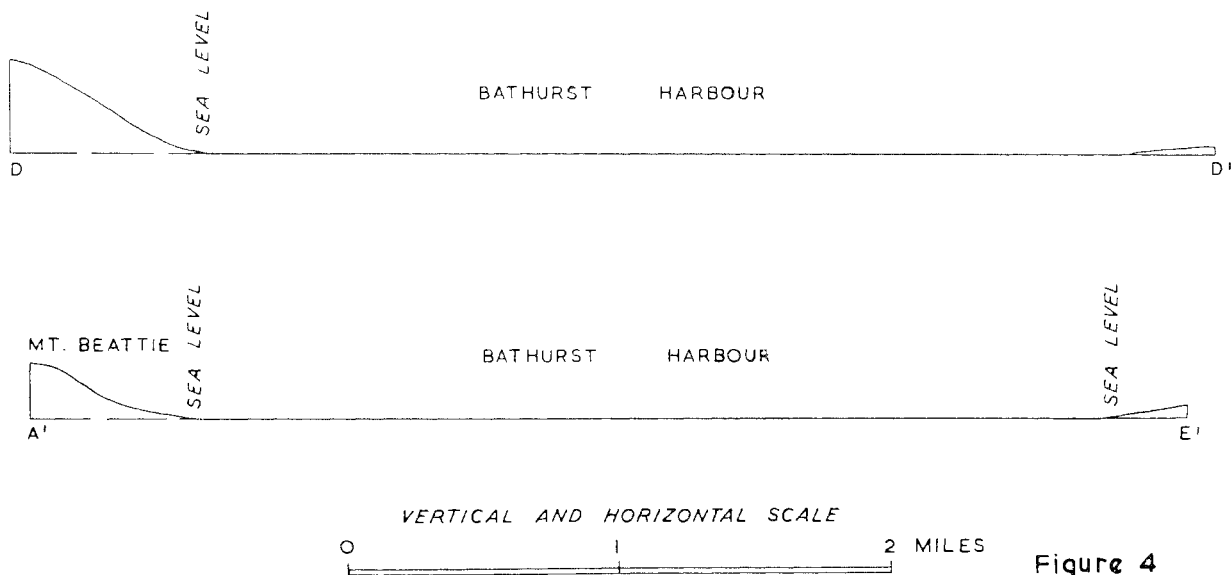 SEA LEVEL
BATHURST HARBOUR
D D'
MT. BEATTIE
SEA LEVEL
BATHURST HARBOUR
SEA LEVEL
A' E'
VERTICAL AND HORIZONTAL SCALE
0 1 2 MILES
Figure 4